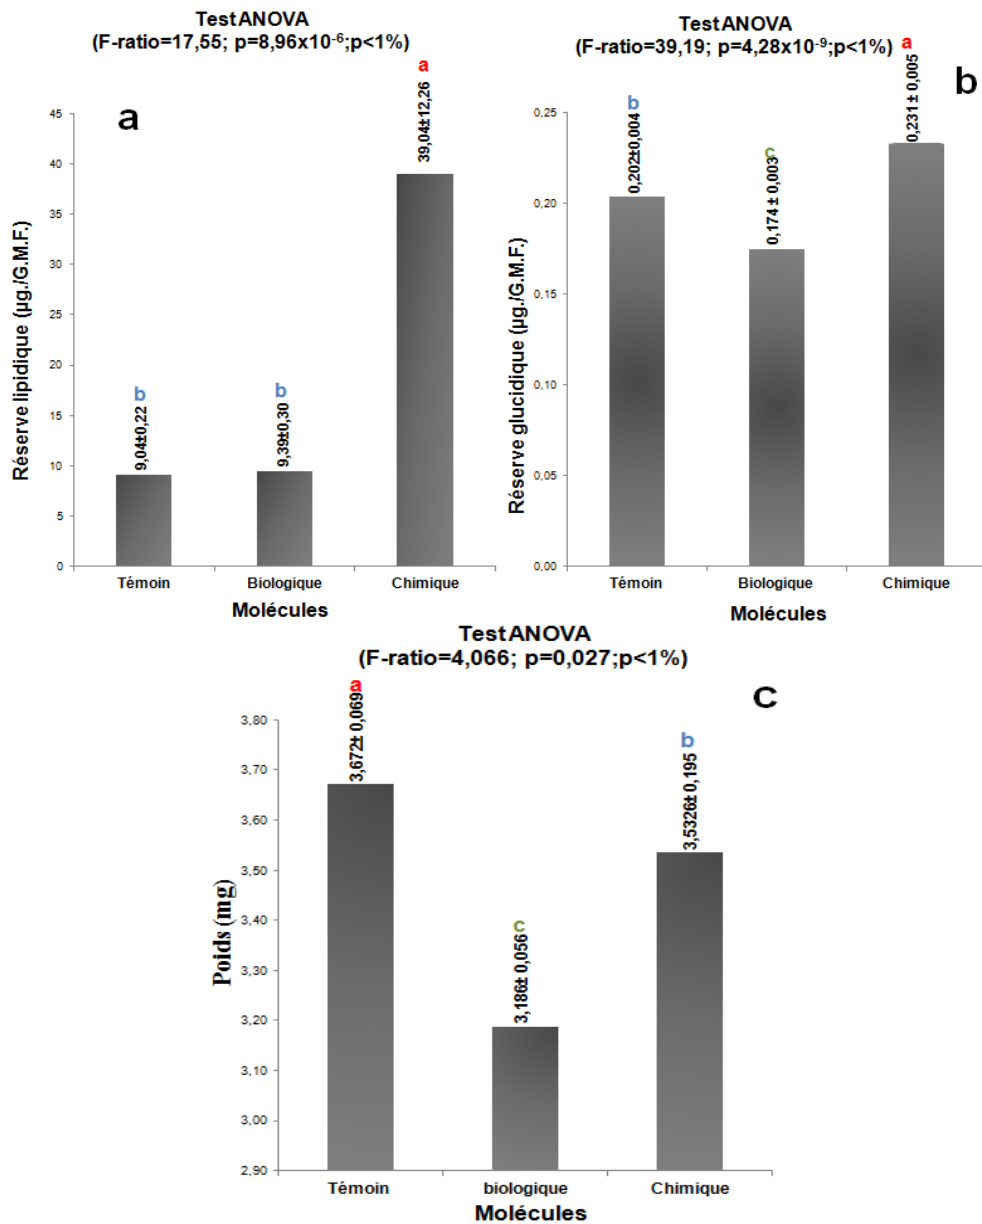 Test ANOVA
(F-ratio=17,55; p=8,96x10⁻⁶;p<1%)
a
a
39,04±12,26
b
9,04±0,22
b
9,39±0,30
45
40
35
30
25
20
15
10
5
0
Réserve lipidique (µg./G.M.F.)
Témoin Biologique Chimique
Molécules
Test ANOVA
(F-ratio=39,19; p=4,28x10⁻⁹;p<1%)
b
a
0,231 ± 0,005
b
0,202±0,004
c
0,174 ± 0,003
0,25
0,20
0,15
0,10
0,05
0,00
Réserve glucidique (µg./G.M.F.)
Témoin Biologique Chimique
Molécules
Test ANOVA
(F-ratio=4,066; p=0,027;p<1%)
c
a
3,672± 0,069
b
3,5326± 0,195
c
3,186± 0,056
3,80
3,70
3,60
3,50
3,40
3,30
3,20
3,10
3,00
2,90
Poids (mg)
Témoin biologique Chimique
Molécules